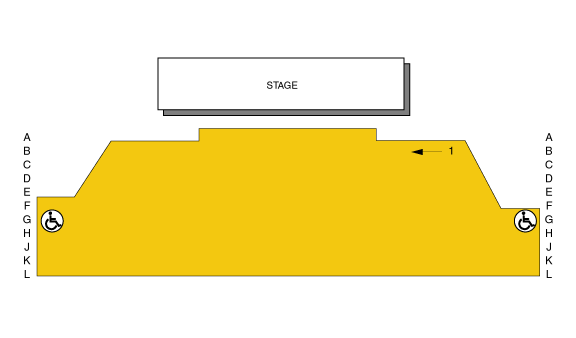 STAGE
A A
B 1 B
C C
D D
E E
F F
G G
H H
J J
K K
L L